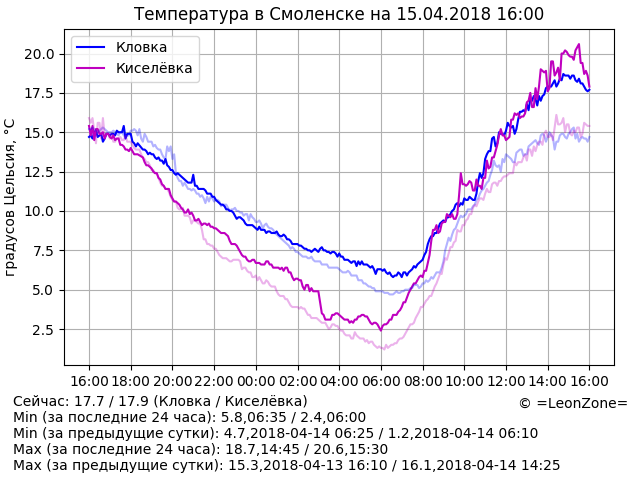 Температура в Смоленске на 15.04.2018 16:00
Кловка
Киселёвка
градусов Цельсия, °C
20.0
17.5
15.0
12.5
10.0
7.5
5.0
2.5
16:00 18:00 20:00 22:00 00:00 02:00 04:00 06:00 08:00 10:00 12:00 14:00 16:00
© =LeonZone=
Сейчас: 17.7 / 17.9 (Кловка / Киселёвка)
Min (за последние 24 часа): 5.8,06:35 / 2.4,06:00
Min (за предыдущие сутки): 4.7,2018-04-14 06:25 / 1.2,2018-04-14 06:10
Max (за последние 24 часа): 18.7,14:45 / 20.6,15:30
Max (за предыдущие сутки): 15.3,2018-04-13 16:10 / 16.1,2018-04-14 14:25